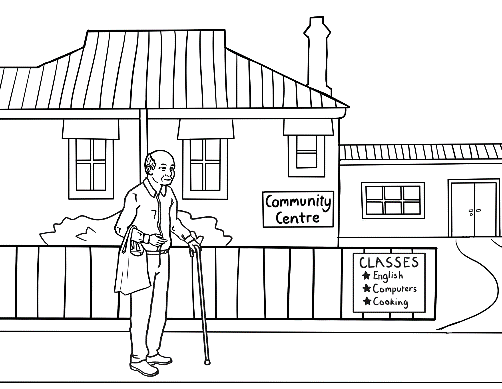 Community
Centre
CLASSES
★ English
★ Computers
★ Cooking